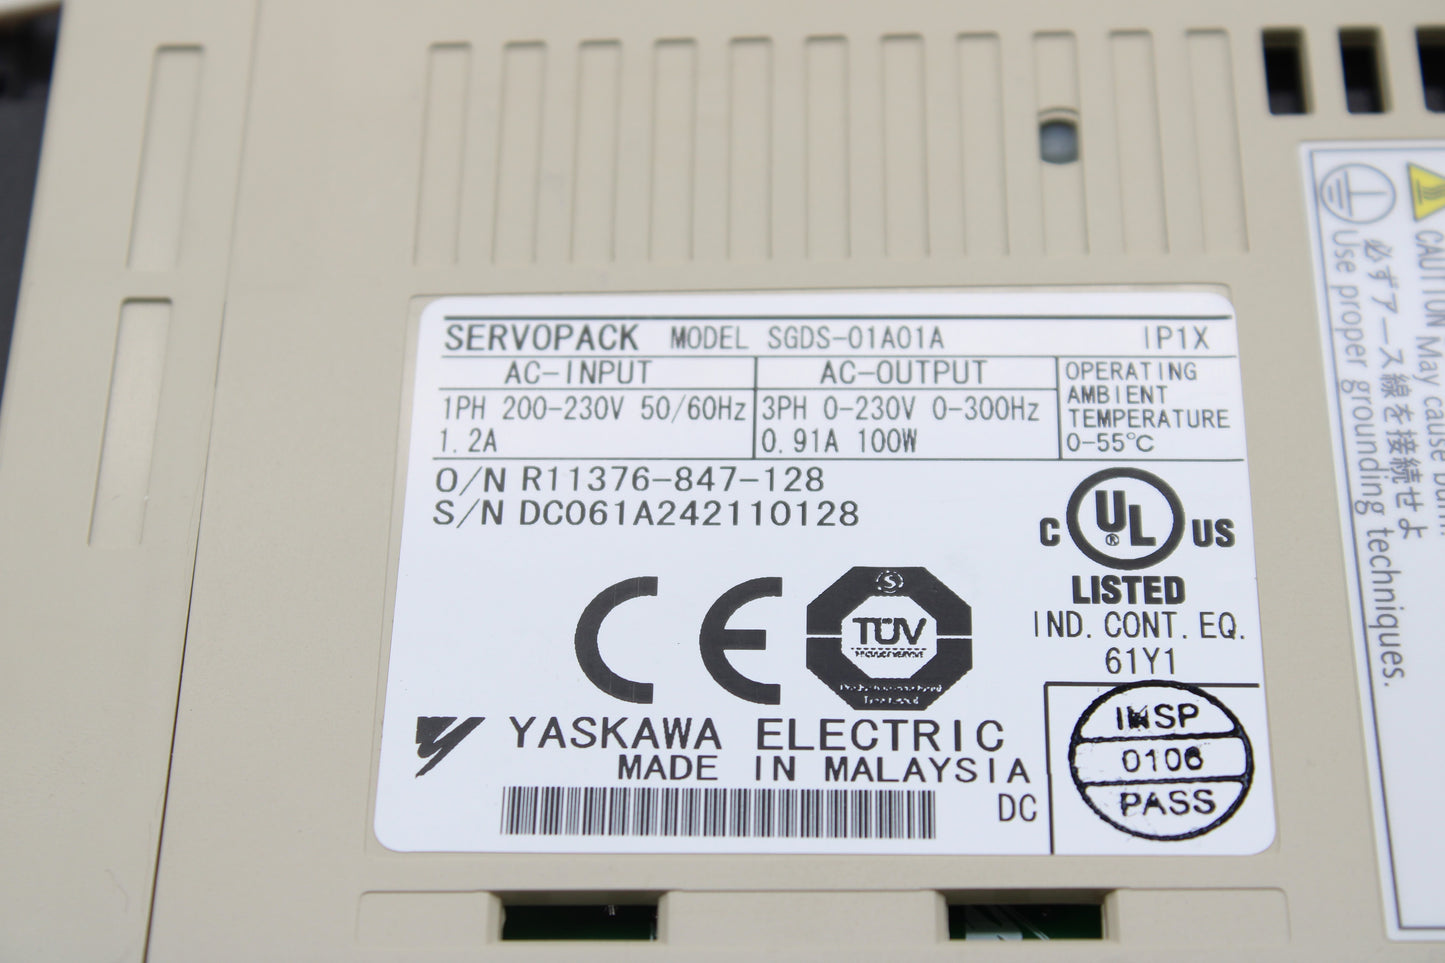 SERVOPACK MODEL SGDS-01A01A IP1X
AC-INPUT
1PH 200-230V 50/60Hz
1.2A
AC-OUTPUT
3PH 0-230V 0-300Hz
0.91A 100W
OPERATING
AMBIENT
TEMPERATURE
0-55°C
O/N R11376-847-128
S/N DC061A242110128
C UL US
®
LISTED
IND. CONT. EQ.
61Y1
CE
S
TÜV
YASKAWA ELECTRIC
MADE IN MALAYSIA
DC
INSP
0106
PASS
CAUTION May cause burn
必ずアース線を接続せよ
Use proper grounding techniques.